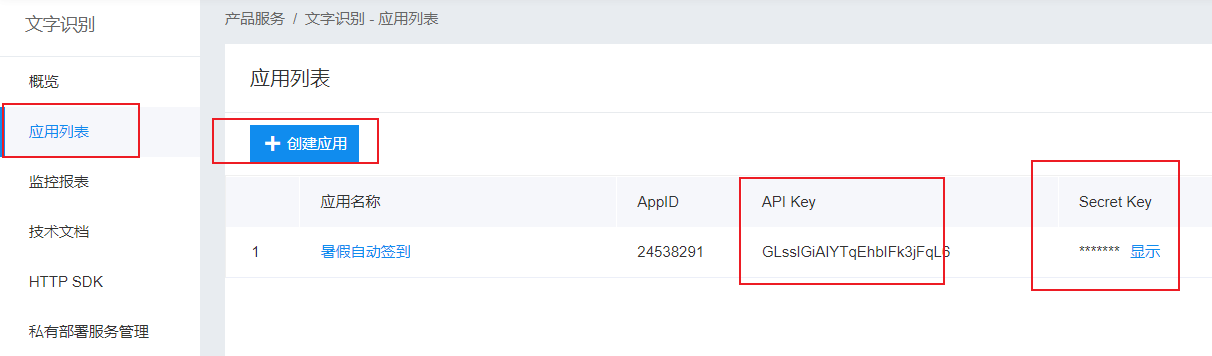 文字识别
产品服务 / 文字识别 - 应用列表
概览
应用列表
监控报表
技术文档
HTTP SDK
私有部署服务管理
应用列表
+ 创建应用
应用名称 AppID API Key Secret Key
1 暑假自动签到 24538291 GLsslGiAIYTqEhbIFk3jFqL6 ******* 显示